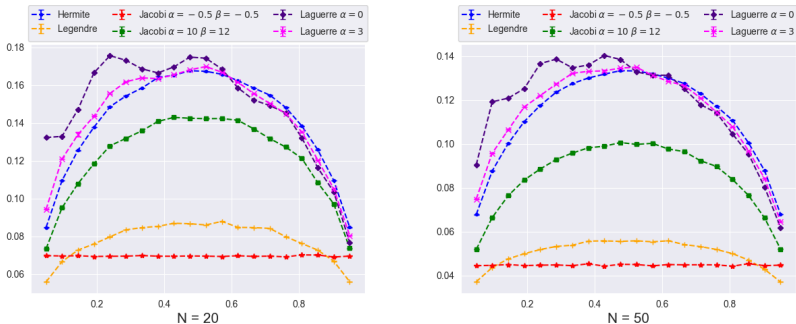 Hermite
Legendre
Jacobi α = −0.5 β = −0.5
Jacobi α = 10 β = 12
Laguerre α = 0
Laguerre α = 3
0.18
0.16
0.14
0.12
0.10
0.08
0.06
0.2 0.4 0.6 0.8
N = 20
Hermite
Legendre
Jacobi α = −0.5 β = −0.5
Jacobi α = 10 β = 12
Laguerre α = 0
Laguerre α = 3
0.14
0.12
0.10
0.08
0.06
0.04
0.2 0.4 0.6 0.8
N = 50